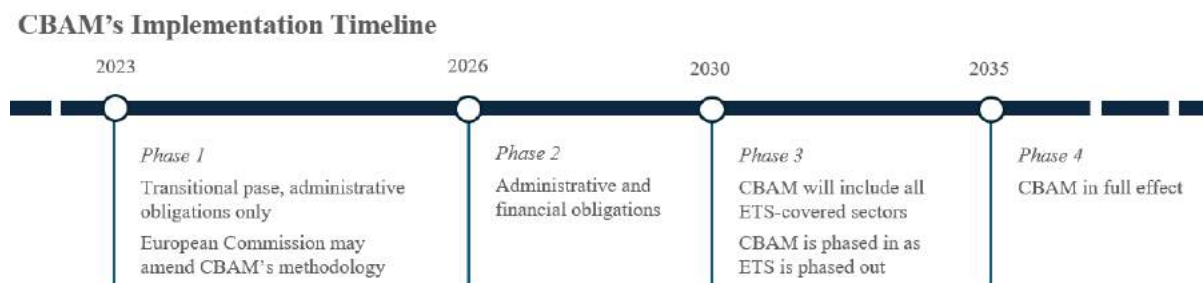 CBAM's Implementation Timeline
2023
2026
2030
2035
Phase 1
Transitional pase, administrative
obligations only
European Commission may
amend CBAM's methodology
Phase 2
Administrative and
financial obligations
Phase 3
CBAM will include all
ETS-covered sectors
CBAM is phased in as
ETS is phased out
Phase 4
CBAM in full effect